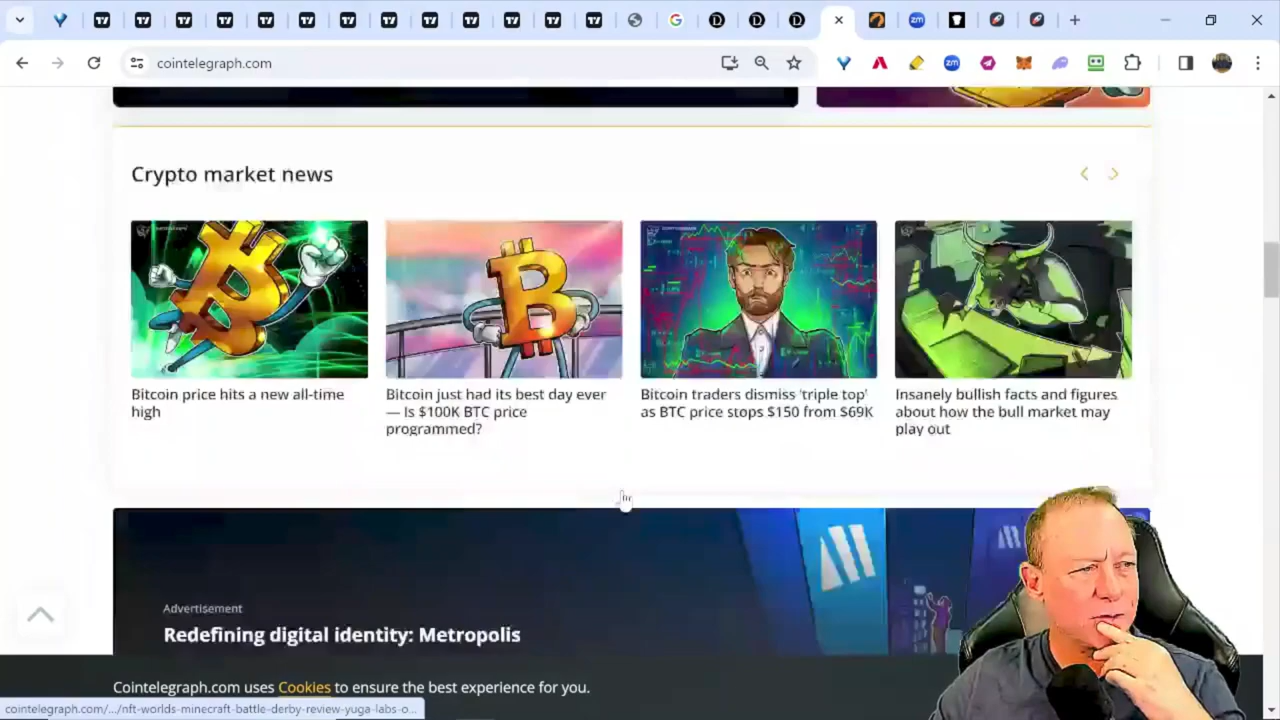 cointelegraph.com
zm
zm
Crypto market news
Bitcoin price hits a new all-time
high
Bitcoin just had its best day ever
— Is $100K BTC price
programmed?
Bitcoin traders dismiss 'triple top'
as BTC price stops $150 from $69K
Insanely bullish facts and figures
about how the bull market may
play out
Advertisement
Redefining digital identity: Metropolis
Cointelegraph.com uses Cookies to ensure the best experience for you.
cointelegraph.com/.../nft-worlds-minecraft-battle-derby-review-yuga-labs-o...